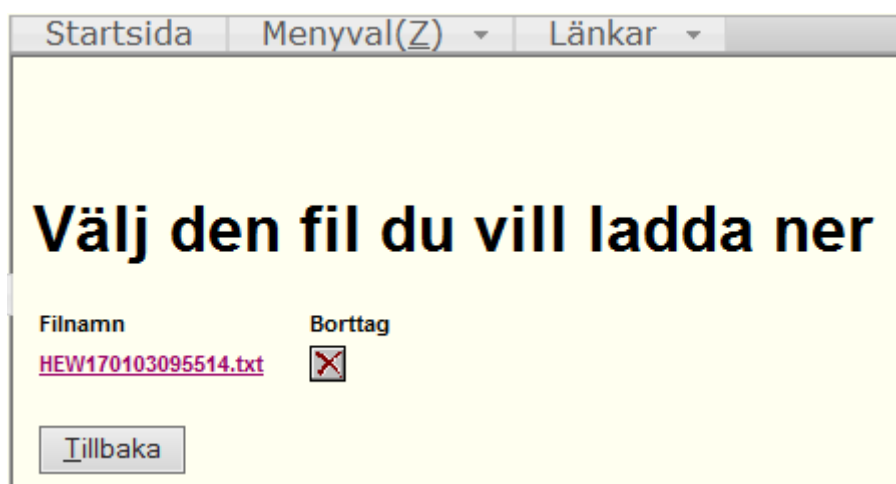 Startsida Menyval(Z) Länkar
Välj den fil du vill ladda ner
Filnamn Borttag
HEW170103095514.txt
Tillbaka